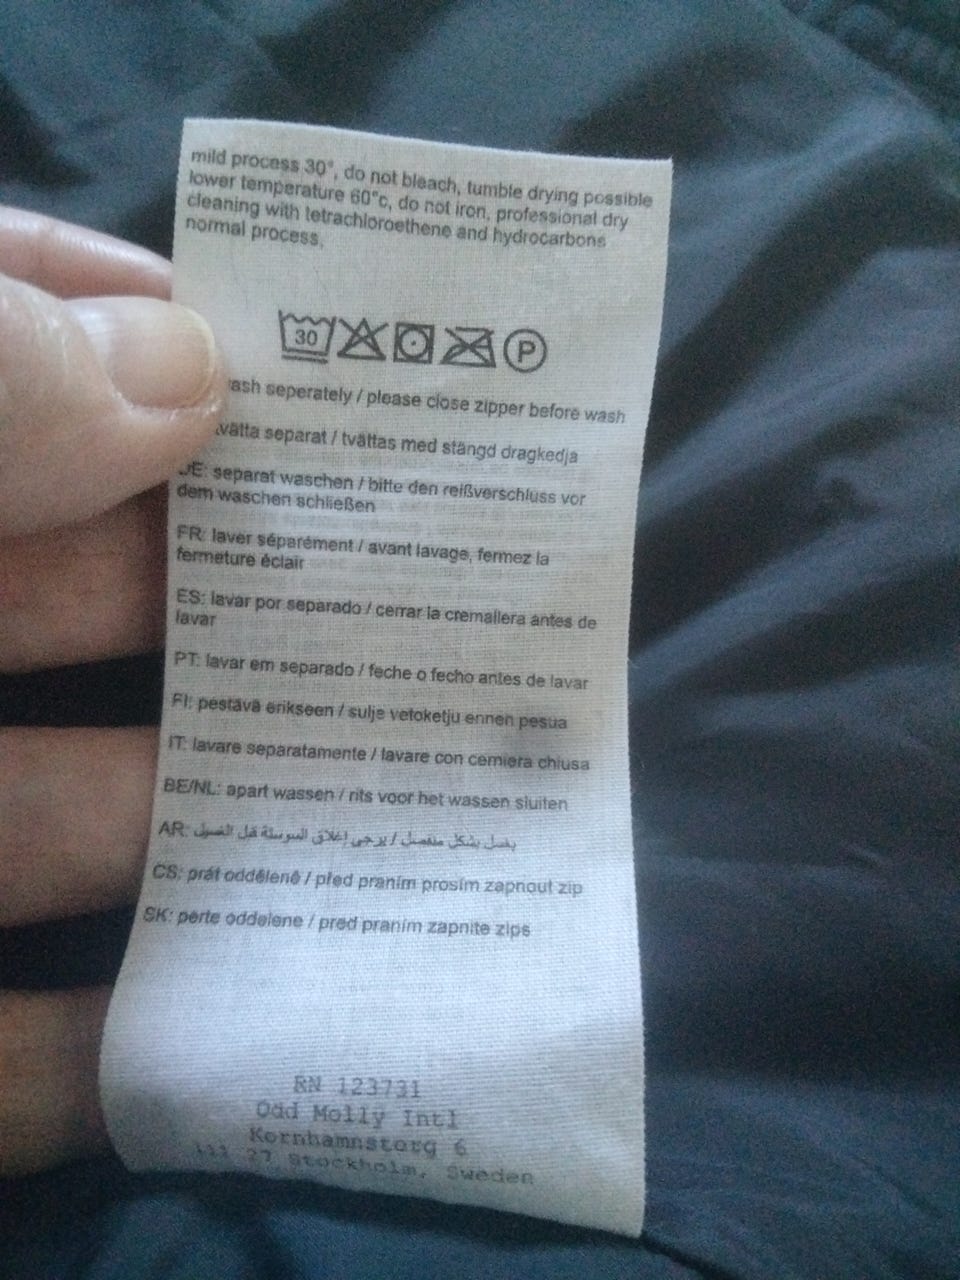 mild process 30°, do not bleach, tumble drying possible
lower temperature 60°c, do not iron, professional dry
cleaning with tetrachloroethene and hydrocarbons
normal process,
30
P
ash seperately / please close zipper before wash
tvätta separat / tvättas med stängd dragkedja
DE: separat waschen / bitte den reißverschluss vor
dem waschen schließen
FR: laver séparément / avant lavage, fermez la
fermeture éclair
ES: lavar por separado / cerrar la cremallera antes de
lavar
PT: lavar em separado / feche o fecho antes de lavar
FI: pestävä erikseen / sulje vetoketju ennen pesua
IT: lavare separatamente / lavare con cerniera chiusa
BE/NL: apart wassen / rits voor het wassen sluiten
AR: يغسل بشكل منفصل / يرجى إغلاق السوستة قبل الغسيل
CS: prát odděleně / před praním prosím zapnout zip
SK: perte oddelene / pred praním zapnite zips
RN 123731
Odd Molly Intl
Kornhamnstorg 6
111 27 Stockholm, Sweden